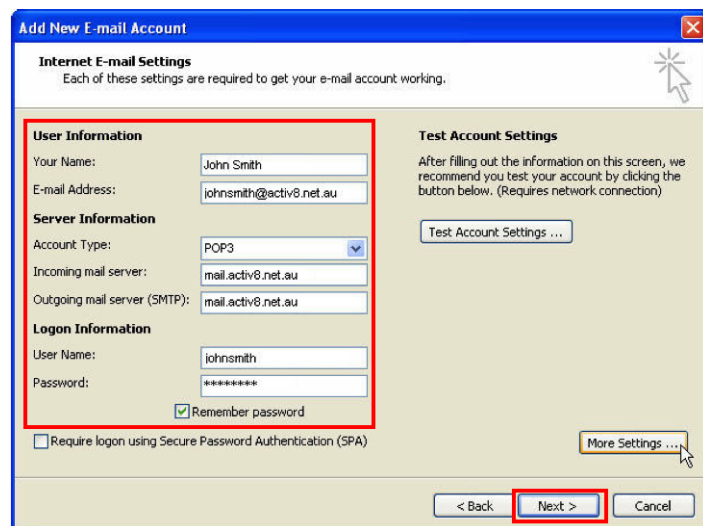 Add New E-mail Account
Internet E-mail Settings
Each of these settings are required to get your e-mail account working.
User Information
Your Name:
John Smith
E-mail Address:
johnsmith@activ8.net.au
Server Information
Account Type:
POP3
Incoming mail server:
mail.activ8.net.au
Outgoing mail server (SMTP):
mail.activ8.net.au
Logon Information
User Name:
johnsmith
Password:
********
Remember password
Require logon using Secure Password Authentication (SPA)
Test Account Settings
After filling out the information on this screen, we
recommend you test your account by clicking the
button below. (Requires network connection)
Test Account Settings ...
More Settings ...
< Back
Next >
Cancel